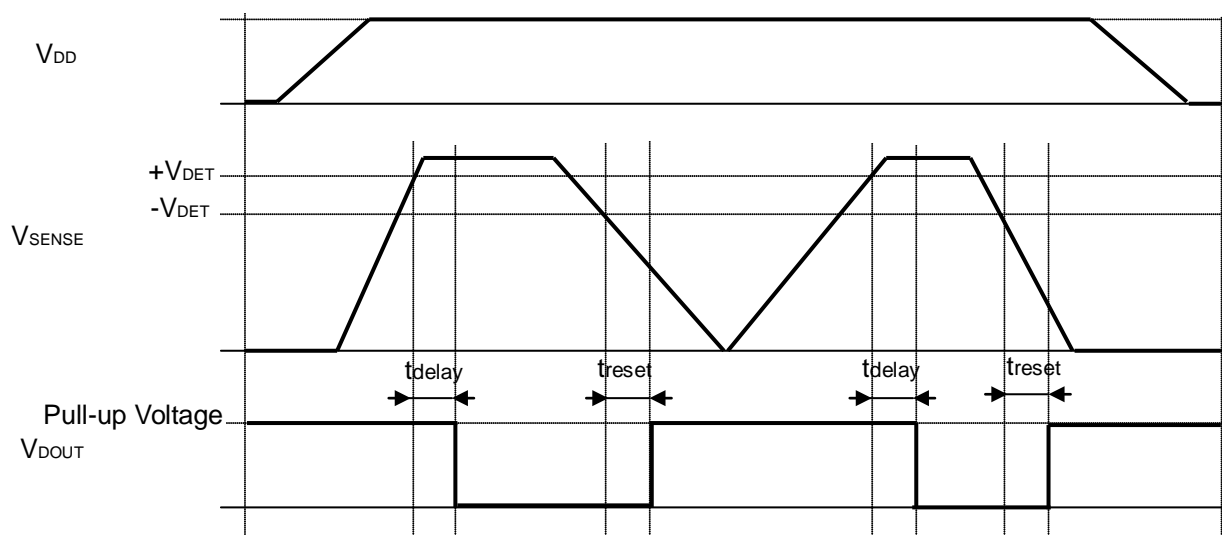 VDD
+VDET
-VDET
VSENSE
tdelay treset tdelay treset
Pull-up Voltage
VDOUT